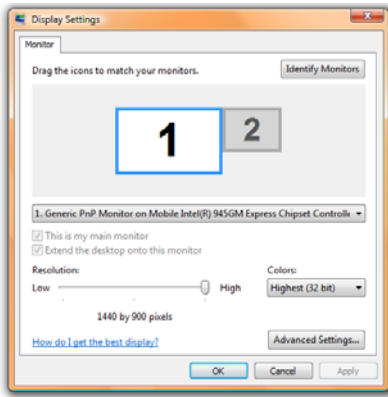 Display Settings
Monitor
Drag the icons to match your monitors.
Identify Monitors
1
2
1. Generic PnP Monitor on Mobile Intel(R) 945GM Express Chipset
This is my main monitor
Extend the desktop onto this monitor
Resolution:
Colors:
Low
High
Highest (32 bit)
1440 by 900 pixels
How do I get the best display?
Advanced Settings...
OK
Cancel
Apply